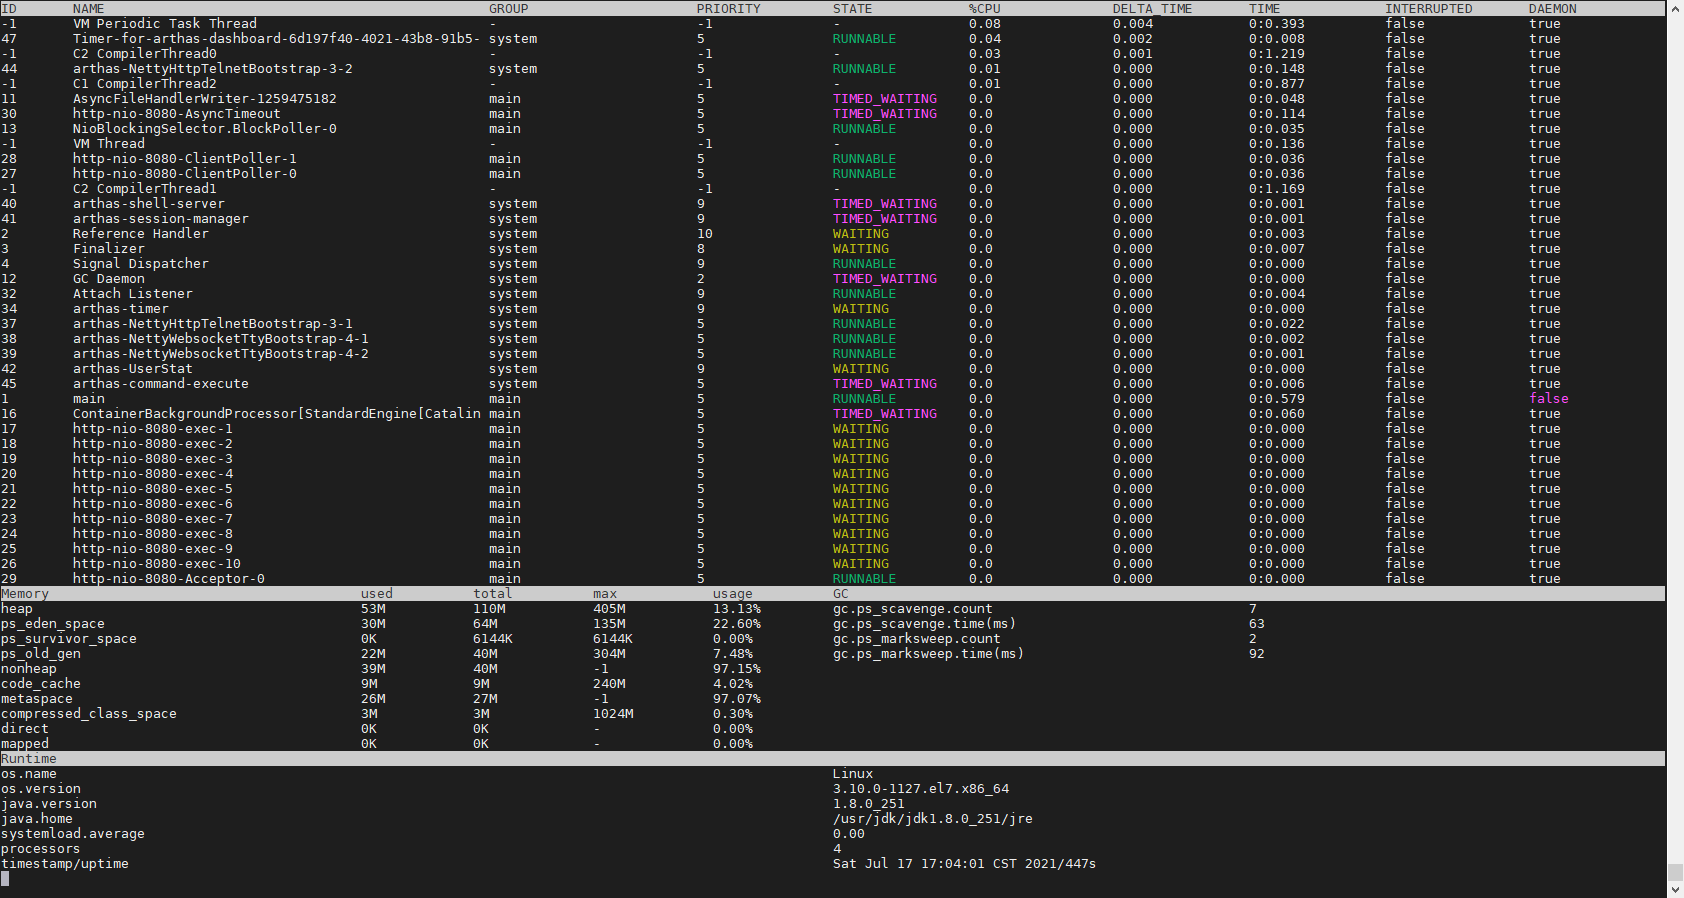 ID NAME GROUP PRIORITY STATE %CPU DELTA_TIME TIME INTERRUPTED DAEMON
-1 VM Periodic Task Thread - -1 - 0.08 0.004 0:0.393 false true
47 Timer-for-arthas-dashboard-6d197f40-4021-43b8-91b5- system 5 RUNNABLE 0.04 0.002 0:0.008 false true
-1 C2 CompilerThread0 - -1 - 0.03 0.001 0:1.219 false true
44 arthas-NettyHttpTelnetBootstrap-3-2 system 5 RUNNABLE 0.01 0.000 0:0.148 false true
-1 C1 CompilerThread2 - -1 - 0.01 0.000 0:0.877 false true
11 AsyncFileHandlerWriter-1259475182 main 5 TIMED_WAITING 0.0 0.000 0:0.048 false true
30 http-nio-8080-AsyncTimeout main 5 TIMED_WAITING 0.0 0.000 0:0.114 false true
13 NioBlockingSelector.BlockPoller-0 main 5 RUNNABLE 0.0 0.000 0:0.035 false true
-1 VM Thread - -1 - 0.0 0.000 0:0.136 false true
28 http-nio-8080-ClientPoller-1 main 5 RUNNABLE 0.0 0.000 0:0.036 false true
27 http-nio-8080-ClientPoller-0 main 5 RUNNABLE 0.0 0.000 0:0.036 false true
-1 C2 CompilerThread1 - -1 - 0.0 0.000 0:1.169 false true
40 arthas-shell-server system 9 TIMED_WAITING 0.0 0.000 0:0.001 false true
41 arthas-session-manager system 9 TIMED_WAITING 0.0 0.000 0:0.001 false true
2 Reference Handler system 10 WAITING 0.0 0.000 0:0.003 false true
3 Finalizer system 8 WAITING 0.0 0.000 0:0.007 false true
4 Signal Dispatcher system 9 RUNNABLE 0.0 0.000 0:0.000 false true
12 GC Daemon system 2 TIMED_WAITING 0.0 0.000 0:0.000 false true
32 Attach Listener system 9 RUNNABLE 0.0 0.000 0:0.004 false true
34 arthas-timer system 9 WAITING 0.0 0.000 0:0.000 false true
37 arthas-NettyHttpTelnetBootstrap-3-1 system 5 RUNNABLE 0.0 0.000 0:0.022 false true
38 arthas-NettyWebsocketTtyBootstrap-4-1 system 5 RUNNABLE 0.0 0.000 0:0.002 false true
39 arthas-NettyWebsocketTtyBootstrap-4-2 system 5 RUNNABLE 0.0 0.000 0:0.001 false true
42 arthas-UserStat system 9 WAITING 0.0 0.000 0:0.000 false true
45 arthas-command-execute system 5 TIMED_WAITING 0.0 0.000 0:0.006 false true
1 main main 5 RUNNABLE 0.0 0.000 0:0.579 false false
16 ContainerBackgroundProcessor[StandardEngine[Catalin main 5 TIMED_WAITING 0.0 0.000 0:0.060 false true
17 http-nio-8080-exec-1 main 5 WAITING 0.0 0.000 0:0.000 false true
18 http-nio-8080-exec-2 main 5 WAITING 0.0 0.000 0:0.000 false true
19 http-nio-8080-exec-3 main 5 WAITING 0.0 0.000 0:0.000 false true
20 http-nio-8080-exec-4 main 5 WAITING 0.0 0.000 0:0.000 false true
21 http-nio-8080-exec-5 main 5 WAITING 0.0 0.000 0:0.000 false true
22 http-nio-8080-exec-6 main 5 WAITING 0.0 0.000 0:0.000 false true
23 http-nio-8080-exec-7 main 5 WAITING 0.0 0.000 0:0.000 false true
24 http-nio-8080-exec-8 main 5 WAITING 0.0 0.000 0:0.000 false true
25 http-nio-8080-exec-9 main 5 WAITING 0.0 0.000 0:0.000 false true
26 http-nio-8080-exec-10 main 5 WAITING 0.0 0.000 0:0.000 false true
29 http-nio-8080-Acceptor-0 main 5 RUNNABLE 0.0 0.000 0:0.000 false true
Memory used total max usage GC
heap 53M 110M 405M 13.13% gc.ps_scavenge.count 7
ps_eden_space 30M 64M 135M 22.60% gc.ps_scavenge.time(ms) 63
ps_survivor_space 0K 6144K 6144K 0.00% gc.ps_marksweep.count 2
ps_old_gen 22M 40M 304M 7.48% gc.ps_marksweep.time(ms) 92
nonheap 39M 40M -1 97.15%
code_cache 9M 9M 240M 4.02%
metaspace 26M 27M -1 97.07%
compressed_class_space 3M 3M 1024M 0.30%
direct 0K 0K - 0.00%
mapped 0K 0K - 0.00%
Runtime
os.name Linux
os.version 3.10.0-1127.el7.x86_64
java.version 1.8.0_251
java.home /usr/jdk/jdk1.8.0_251/jre
systemload.average 0.00
processors 4
timestamp/uptime Sat Jul 17 17:04:01 CST 2021/447s